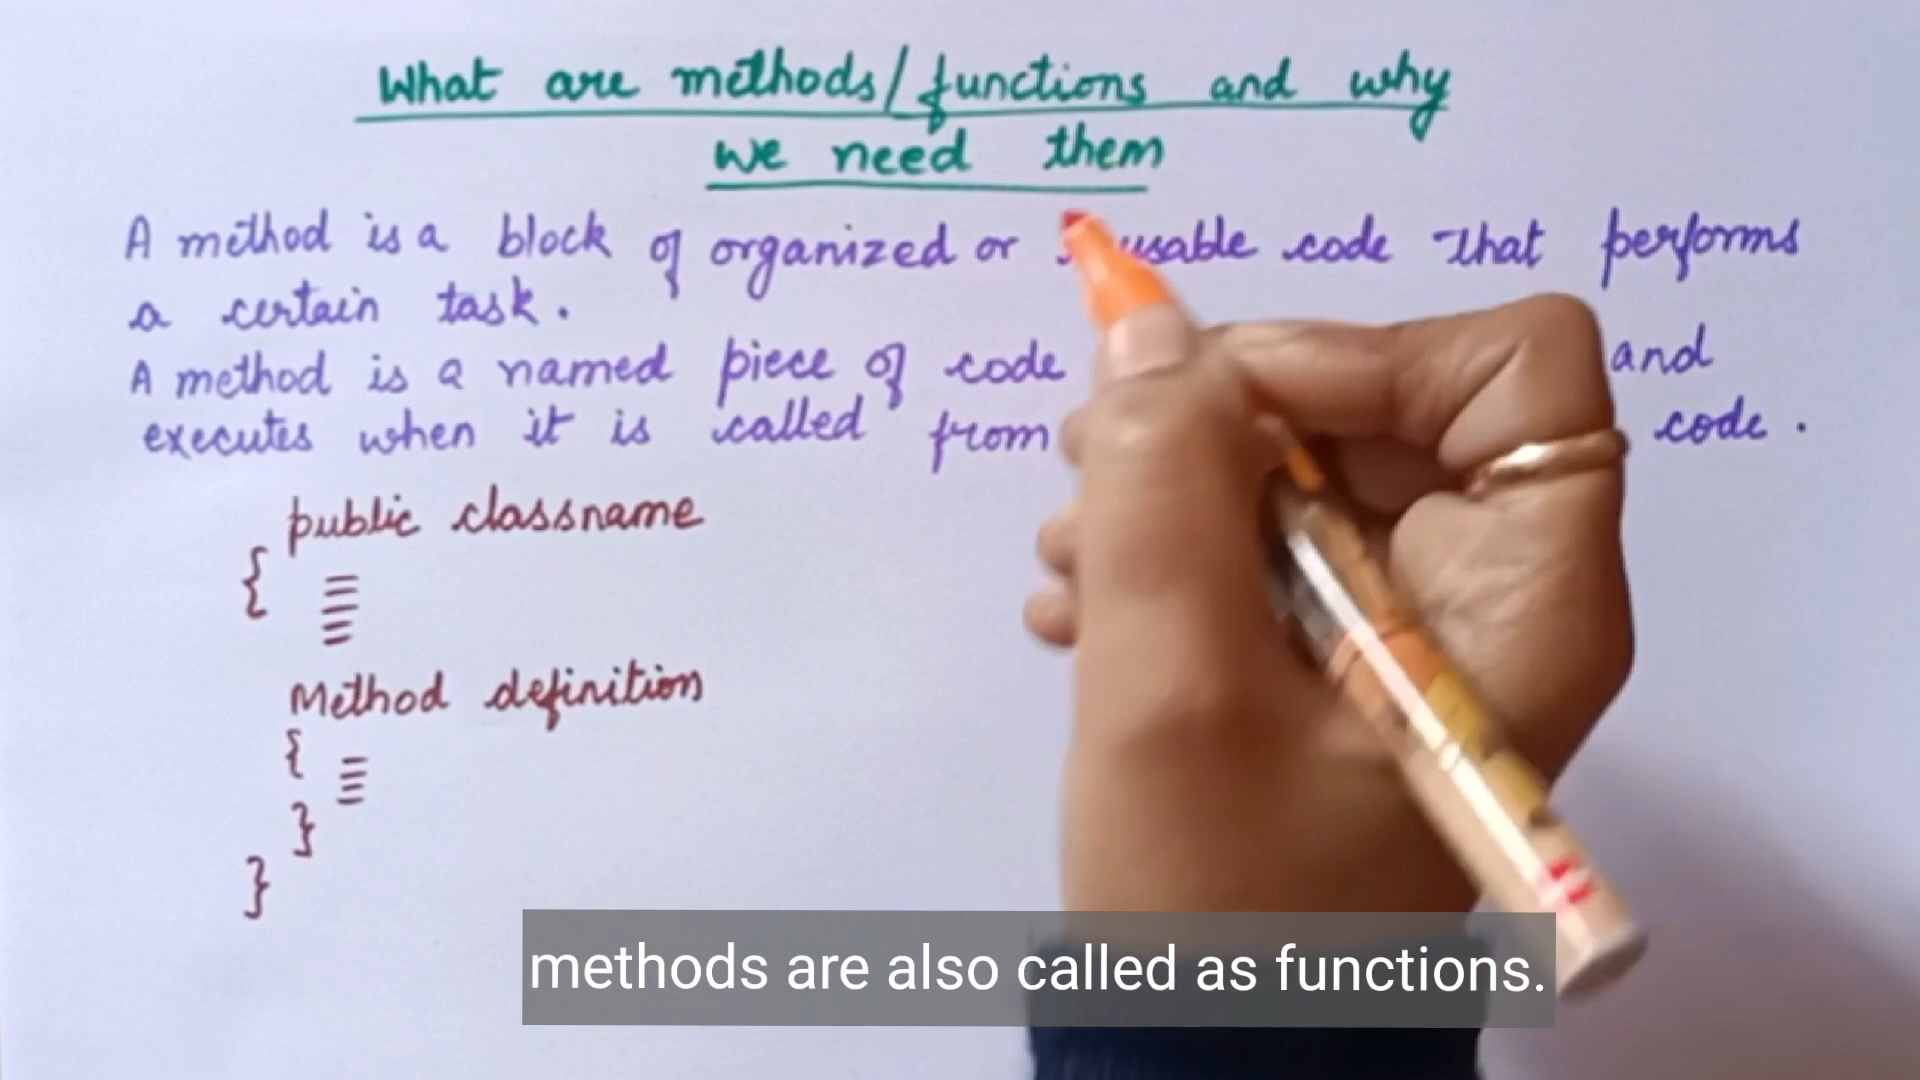 What are methods/functions and why
we need them
A method is a block of organized or usable code that performs
a certain task.
A method is a named piece of code and
executes when it is called from code.
public classname
{
Method definition
{
}
}
methods are also called as functions.